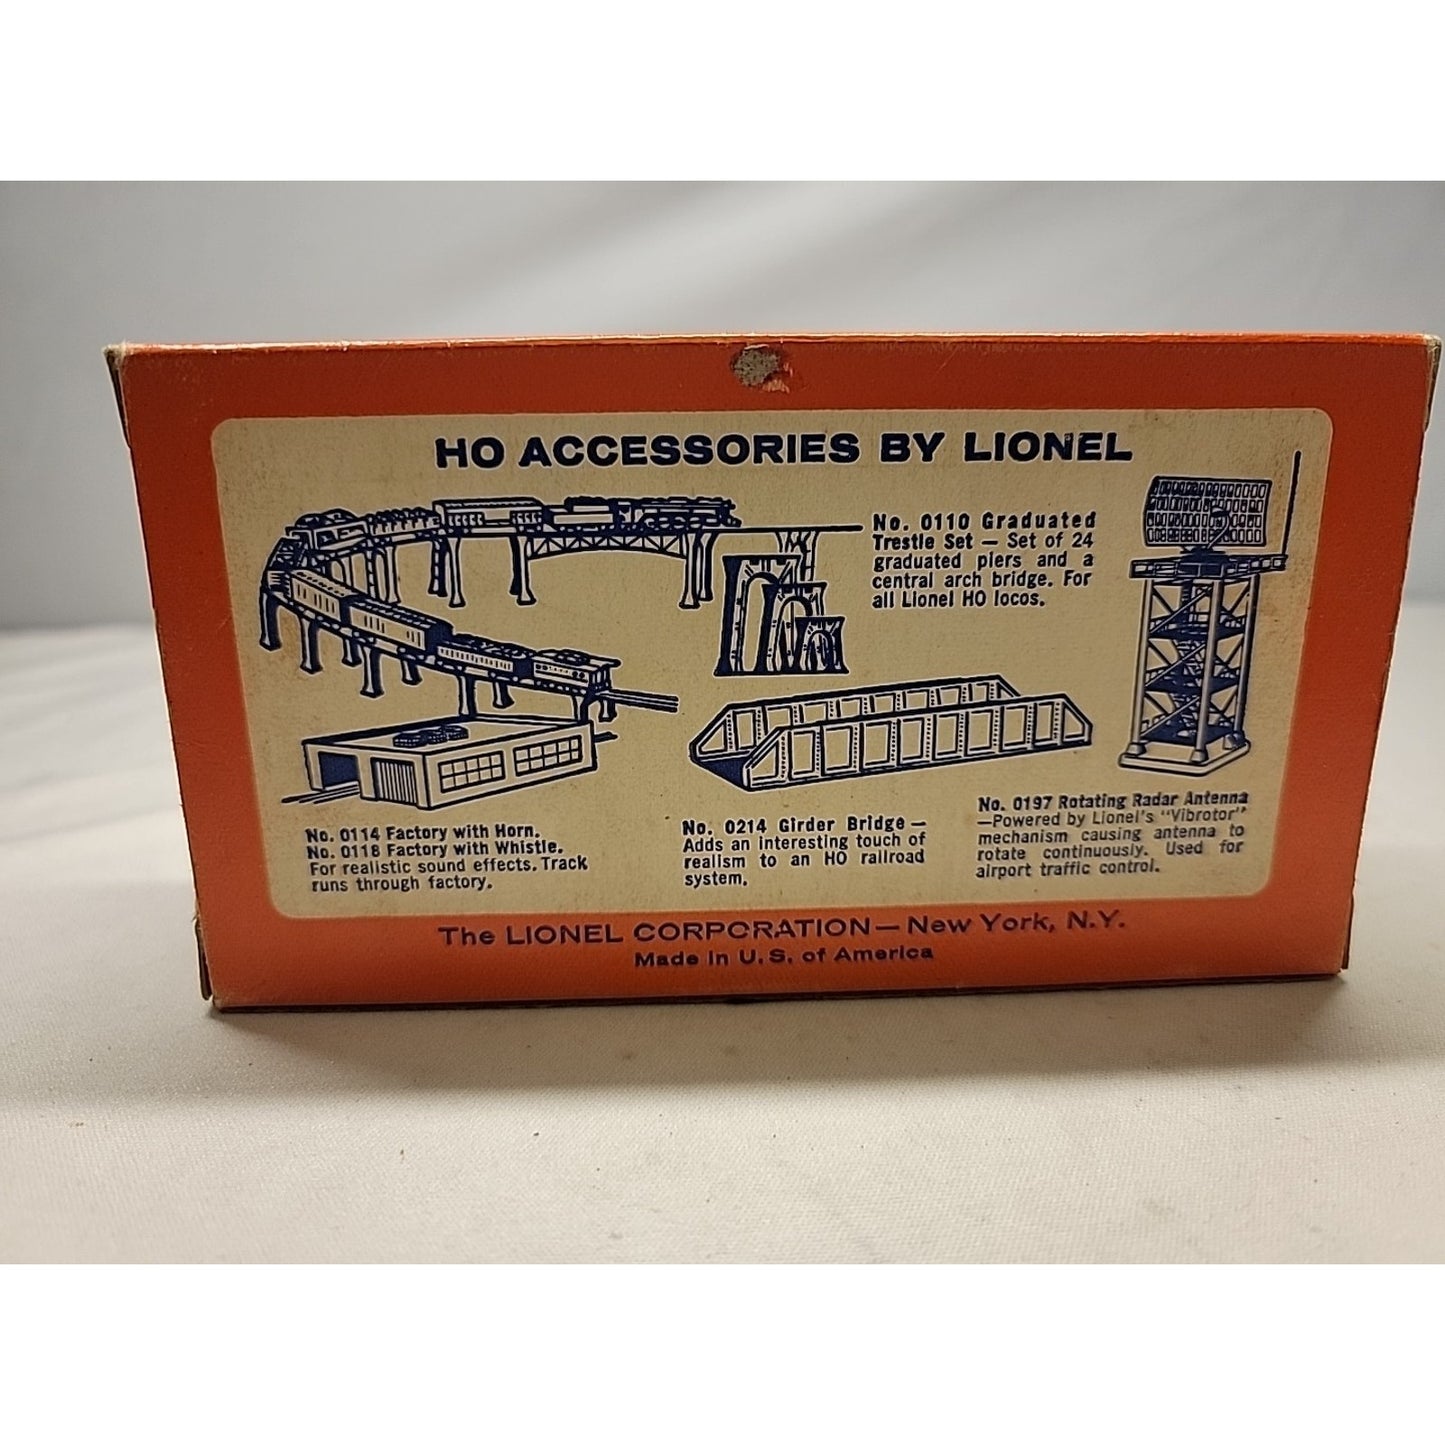 HO ACCESSORIES BY LIONEL
No. 0110 Graduated
Trestle Set — Set of 24
graduated piers and a
central arch bridge. For
all Lionel HO locos.
No. 0114 Factory with Horn.
No. 0118 Factory with Whistle.
For realistic sound effects. Track
runs through factory.
No. 0214 Girder Bridge —
Adds an interesting touch of
realism to an HO railroad
system.
No. 0197 Rotating Radar Antenna
—Powered by Lionel's "Vibrotor"
mechanism causing antenna to
rotate continuously. Used for
airport traffic control.
The LIONEL CORPORATION — New York, N.Y.
Made in U.S. of America